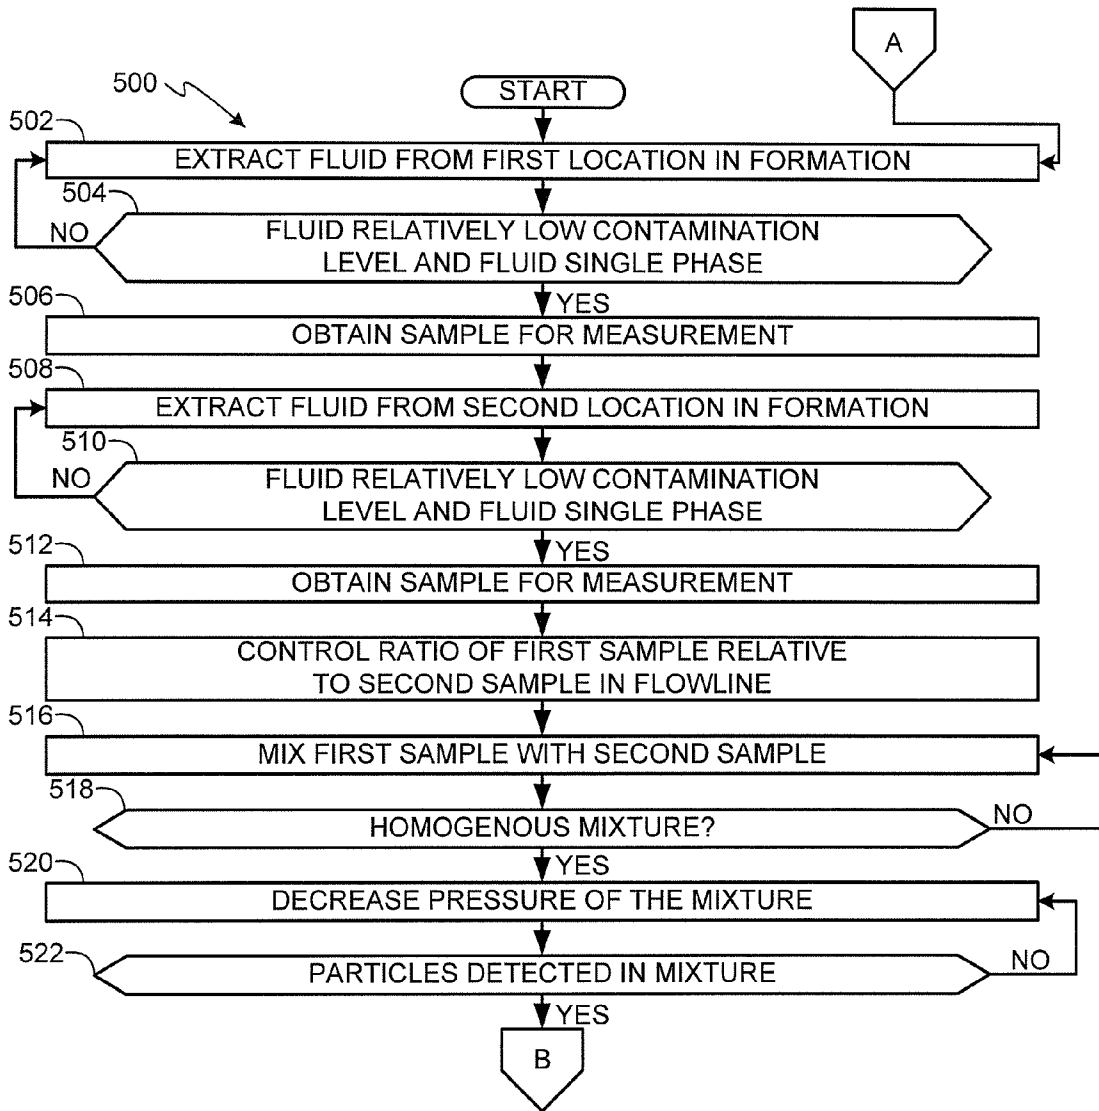 A
500
START
502
EXTRACT FLUID FROM FIRST LOCATION IN FORMATION
504
NO
FLUID RELATIVELY LOW CONTAMINATION
LEVEL AND FLUID SINGLE PHASE
YES
506
OBTAIN SAMPLE FOR MEASUREMENT
508
EXTRACT FLUID FROM SECOND LOCATION IN FORMATION
510
NO
FLUID RELATIVELY LOW CONTAMINATION
LEVEL AND FLUID SINGLE PHASE
YES
512
OBTAIN SAMPLE FOR MEASUREMENT
514
CONTROL RATIO OF FIRST SAMPLE RELATIVE
TO SECOND SAMPLE IN FLOWLINE
516
MIX FIRST SAMPLE WITH SECOND SAMPLE
518
HOMOGENOUS MIXTURE?
NO
YES
520
DECREASE PRESSURE OF THE MIXTURE
522
PARTICLES DETECTED IN MIXTURE
NO
YES
B